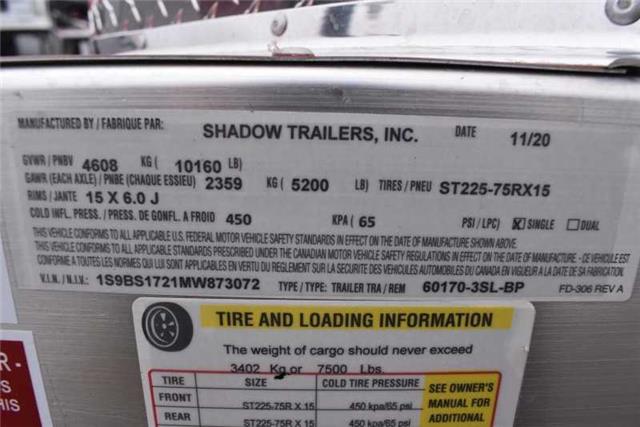 MANUFACTURED BY / FABRIQUE PAR: SHADOW TRAILERS, INC. DATE 11/20
GVWR / PNBV 4608 KG ( 10160 LB)
GAWR (EACH AXLE) / PNBE (CHAQUE ESSIEU) 2359 KG ( 5200 LB) TIRES / PNEU ST225-75RX15
RIMS / JANTE 15 X 6.0 J
COLD INFL. PRESS. / PRESS. DE GONFL. A FROID 450 KPA ( 65 PSI / LPC) X SINGLE DUAL
THIS VEHICLE CONFORMS TO ALL APPLICABLE U.S. FEDERAL MOTOR VEHICLE SAFETY STANDARDS IN EFFECT ON THE DATE OF MANUFACTURE SHOWN ABOVE.
THIS VEHICLE CONFORMS TO ALL APPLICABLE STANDARDS PRESCRIBED UNDER THE CANADIAN MOTOR VEHICLE SAFETY REGULATIONS IN EFFECT ON THE DATE OF MANUFACTURE - CE VÉHICULE EST
CONFORME A TOUTES LES NORMES QUI LUI SONT APPLICABLES EN VERTU DU REGLEMENT SUR LA SECURITE DES VEHICULES AUTOMOBILES DU CANADA EN VIGUEUR A LA DATE DE SA FABRICATION.
V.I.N. / N.I.V.: 1S9BS1721MW873072 TYPE / TYPE: TRAILER TRA / REM 60170-3SL-BP FD-306 REV A
TIRE AND LOADING INFORMATION
The weight of cargo should never exceed
3402 Kg or 7500 Lbs.
TIRE SIZE COLD TIRE PRESSURE SEE OWNER'S
FRONT ST225-75R X 15 450 kpa/65 psi MANUAL FOR
REAR ST225-75R X 15 450 kpa/65 psi ADDITIONAL
R -
S
HIS